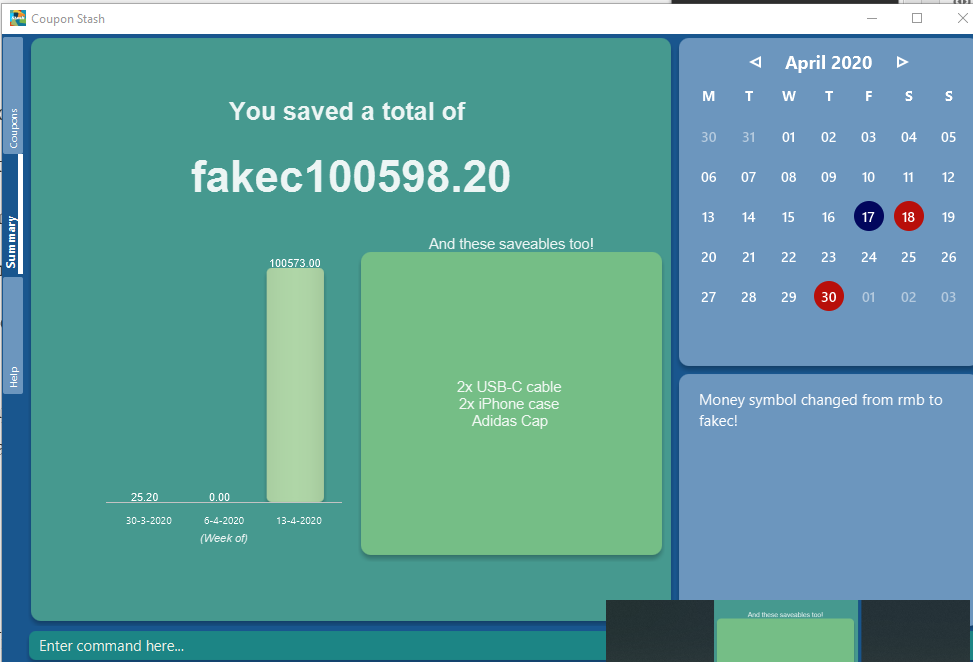 Coupon Stash
Coupons
Summary
Help
You saved a total of
fakec100598.20
And these saveables too!
100573.00
25.20
0.00
30-3-2020
6-4-2020
13-4-2020
(Week of)
2x USB-C cable
2x iPhone case
Adidas Cap
April 2020
M T W T F S S
30 31 01 02 03 04 05
06 07 08 09 10 11 12
13 14 15 16 17 18 19
20 21 22 23 24 25 26
27 28 29 30 01 02 03
Money symbol changed from rmb to
fakec!
Enter command here...
And these saveables too!